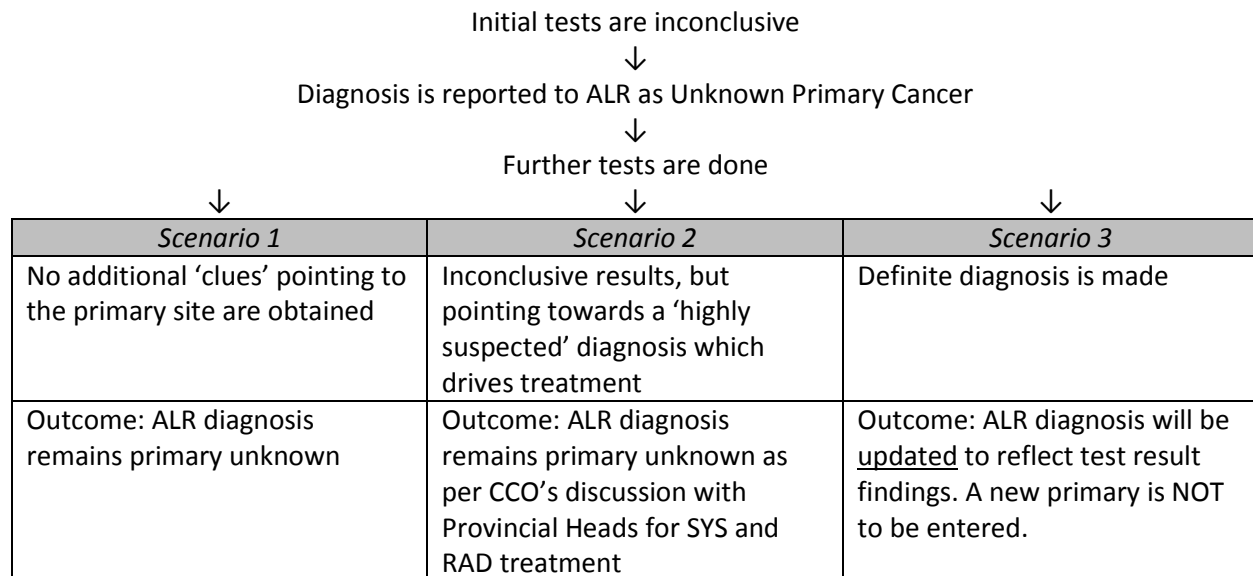 Initial tests are inconclusive
↓
Diagnosis is reported to ALR as Unknown Primary Cancer
↓
Further tests are done
↓ ↓ ↓
Scenario 1 Scenario 2 Scenario 3
No additional ‘clues’ pointing to
the primary site are obtained
Inconclusive results, but
pointing towards a ‘highly
suspected’ diagnosis which
drives treatment
Definite diagnosis is made
Outcome: ALR diagnosis
remains primary unknown
Outcome: ALR diagnosis
remains primary unknown as
per CCO’s discussion with
Provincial Heads for SYS and
RAD treatment
Outcome: ALR diagnosis will be
updated to reflect test result
findings. A new primary is NOT
to be entered.